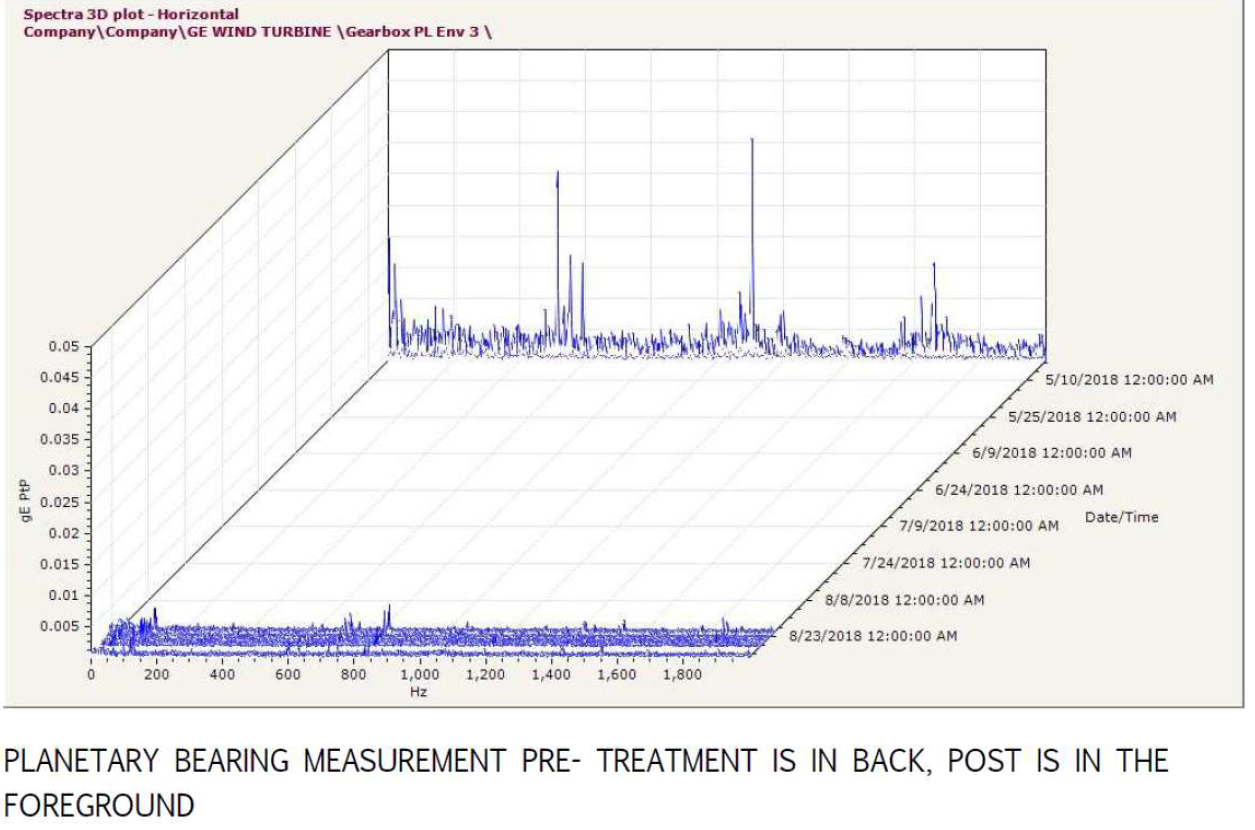 Spectra 3D plot - Horizontal
Company\Company\GE WIND TURBINE \Gearbox PL Env 3 \
0.05
0.045
0.04
0.035
0.03
0.025
0.02
0.015
0.01
0.005
gE PtP
0
200
400
600
800
1,000
1,200
1,400
1,600
1,800
Hz
5/10/2018 12:00:00 AM
5/25/2018 12:00:00 AM
6/9/2018 12:00:00 AM
6/24/2018 12:00:00 AM
7/9/2018 12:00:00 AM
7/24/2018 12:00:00 AM
8/8/2018 12:00:00 AM
8/23/2018 12:00:00 AM
Date/Time
PLANETARY BEARING MEASUREMENT PRE- TREATMENT IS IN BACK, POST IS IN THE
FOREGROUND